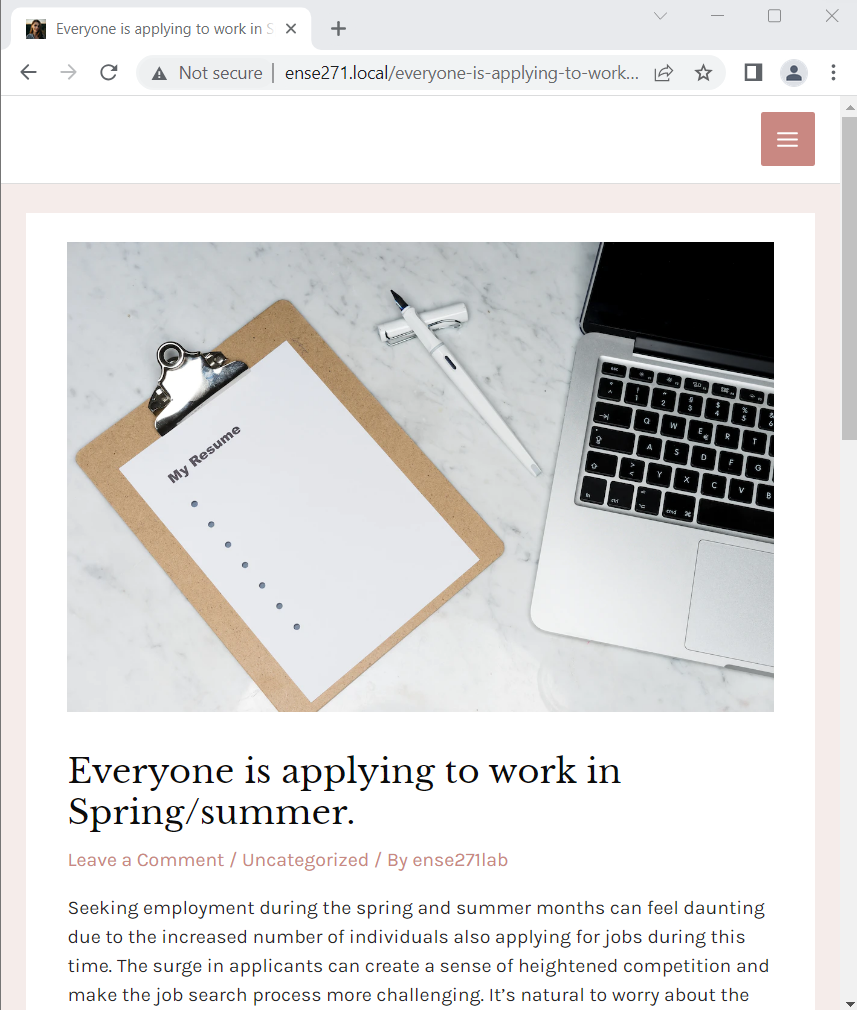 Everyone is applying to work in S
Not secure
ense271.local/everyone-is-applying-to-work...
My Resume
esc
Q W E R T
A S D F G
Y X C V B
fn ctrl cmd ⌘
Everyone is applying to work in
Spring/summer.
Leave a Comment / Uncategorized / By ense271lab
Seeking employment during the spring and summer months can feel daunting
due to the increased number of individuals also applying for jobs during this
time. The surge in applicants can create a sense of heightened competition and
make the job search process more challenging. It’s natural to worry about the